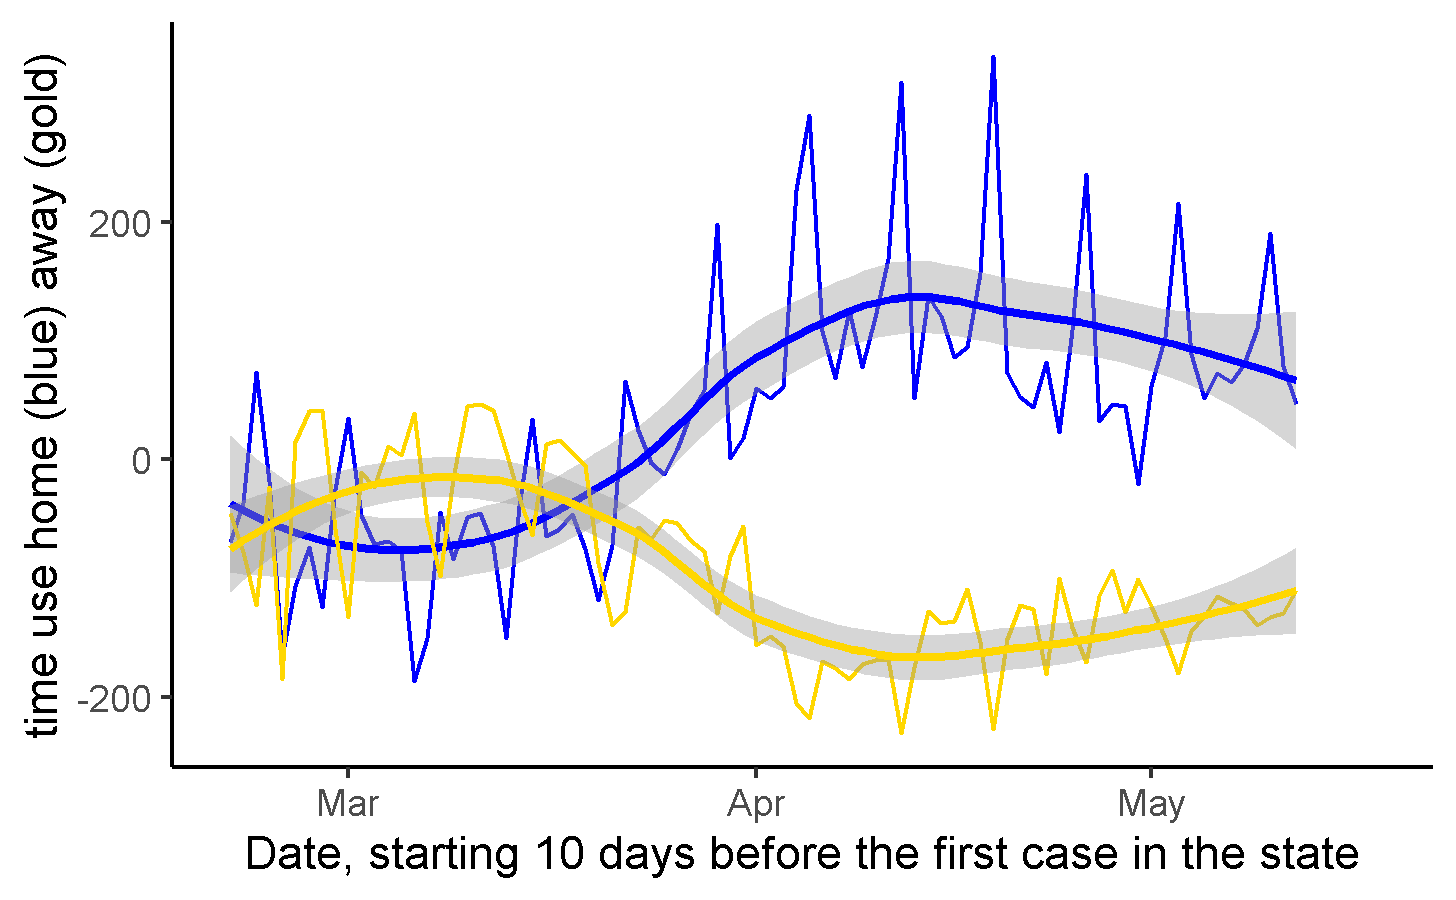 time use home (blue) away (gold)
200
0
-200
Mar
Apr
May
Date, starting 10 days before the first case in the state